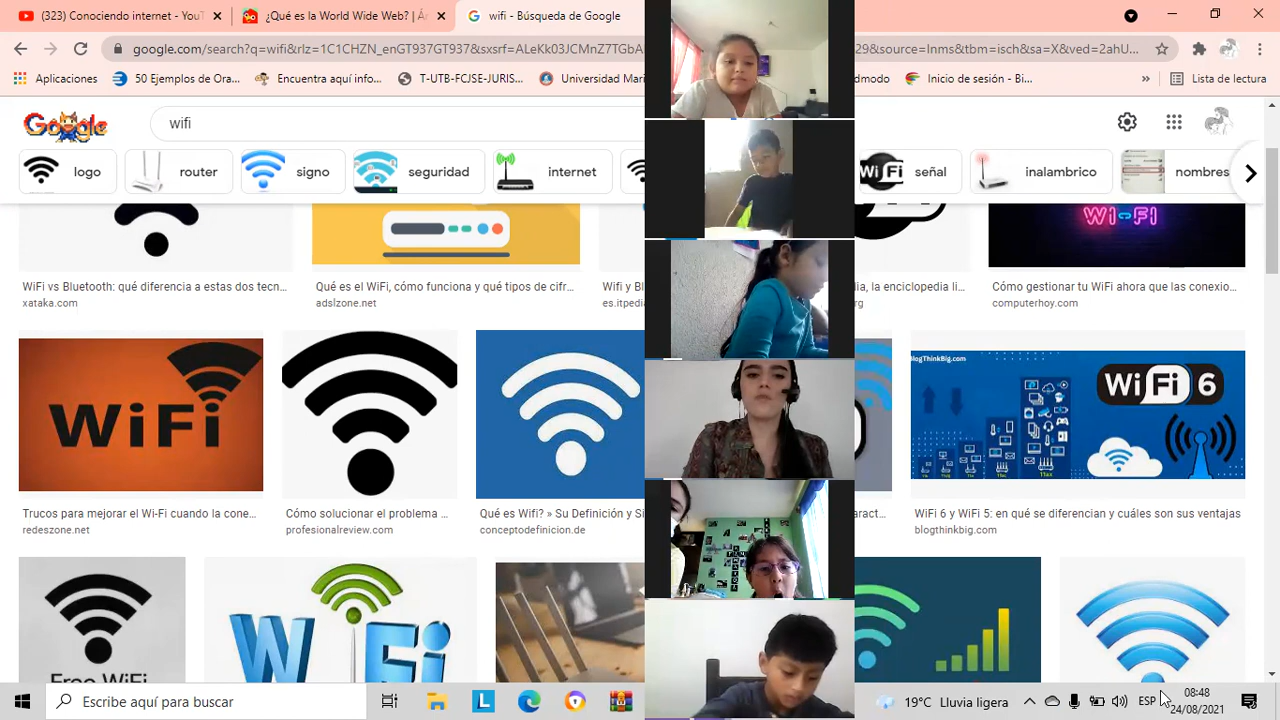 (323) Conociend
¿Qué es World Wide Web? | ¿
wifi - Búsqueda de Google
google.com/search?q=wifi&rlz=1C1CHZN_enGT937GT937&sxsrf=ALeKk03JCMnZ7TGbA
29&source=lnms&tbm=isch&sa=X&ved=2ahU...
Aplicaciones
50 Ejemplos de Ora...
Encuentra aquí info...
T-UTB-FCJSE-JURIS...
Universidad Maria
dmodo
Inicio de sesión - Bi...
»
Lista de lectura
Google
wifi
logo
uter
signo
seguridad
internet
WiFi
señal
inalambrico
nombres
WI-FI
WiFi vs Bluetooth: qué diferencia a estas dos tecn...
xataka.com
Qué es el WiFi, cómo funciona y qué tipos de cifr...
adslzone.net
Wifi y Bl
es.itpedia
la, la enciclopedia li...
org
Cómo gestionar tu WiFi ahora que las conexio...
computerhoy.com
WiFi
BlogThinkBig.com
WiFi 6
Trucos para mejorar el Wi-Fi cuando la cone...
redeszone.net
Cómo solucionar el problema ...
profesionalreview.com
Qué es Wifi? » Su Definición y Si
conceptodefinicion.de
aract...
WiFi 6 y WiFi 5: en qué se diferencian y cuáles son sus ventajas
blogthinkbig.com
Free WiFi
WiFi
Escribe aquí para buscar
L
19°C Lluvia ligera
ESP
08:48
24/08/2021